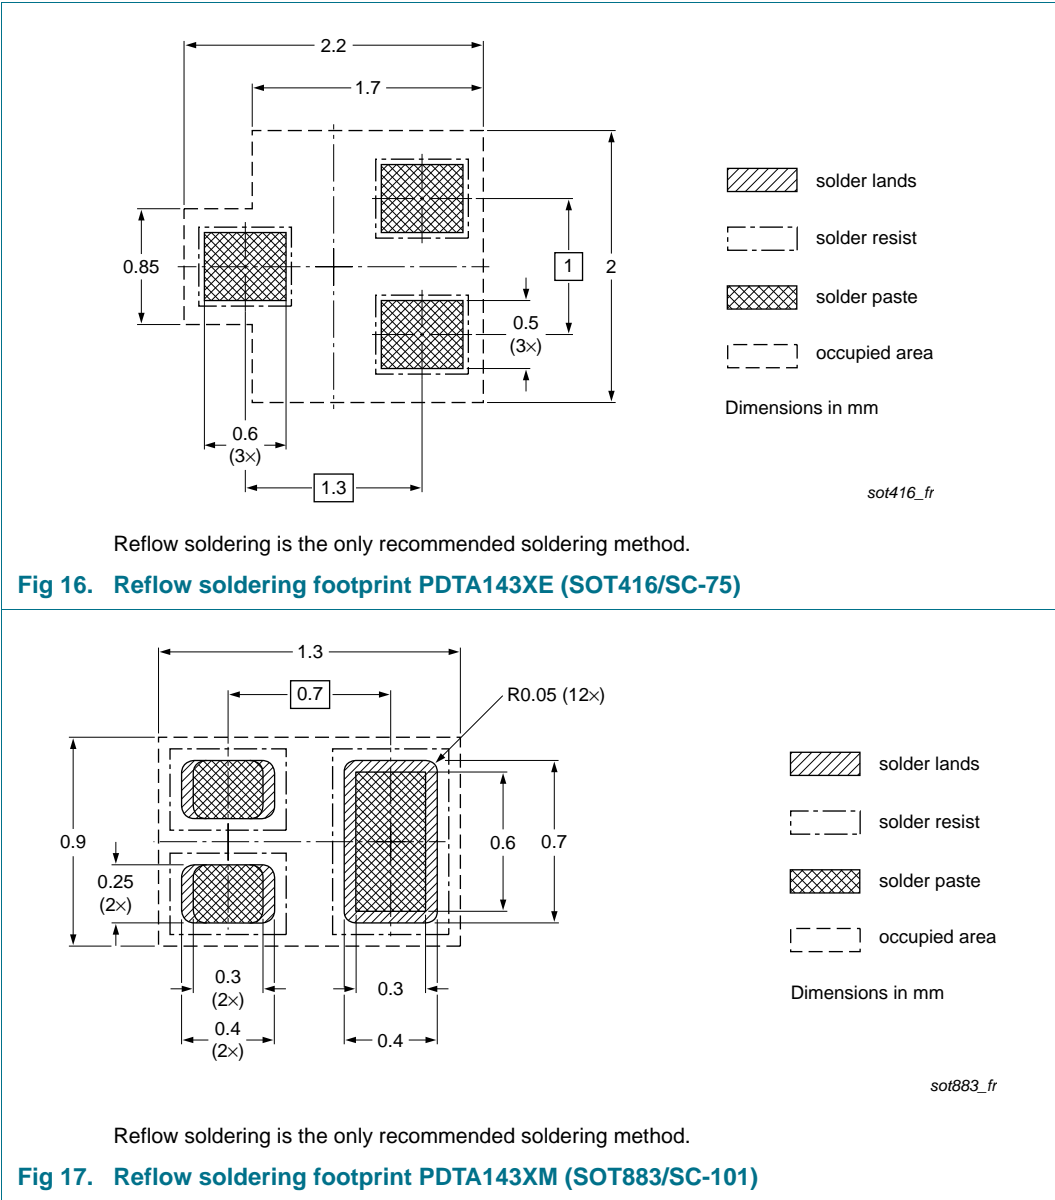 2.2
1.7
solder lands
solder resist
0.85
1
2
solder paste
0.5
(3×)
occupied area
Dimensions in mm
0.6
(3×)
1.3
sot416_fr
Reflow soldering is the only recommended soldering method.
Fig 16. Reflow soldering footprint PDTA143XE (SOT416/SC-75)
1.3
0.7
R0.05 (12×)
solder lands
solder resist
0.9
0.6
0.7
0.25
(2×)
solder paste
occupied area
0.3
(2×)
0.3
Dimensions in mm
0.4
(2×)
0.4
sot883_fr
Reflow soldering is the only recommended soldering method.
Fig 17. Reflow soldering footprint PDTA143XM (SOT883/SC-101)